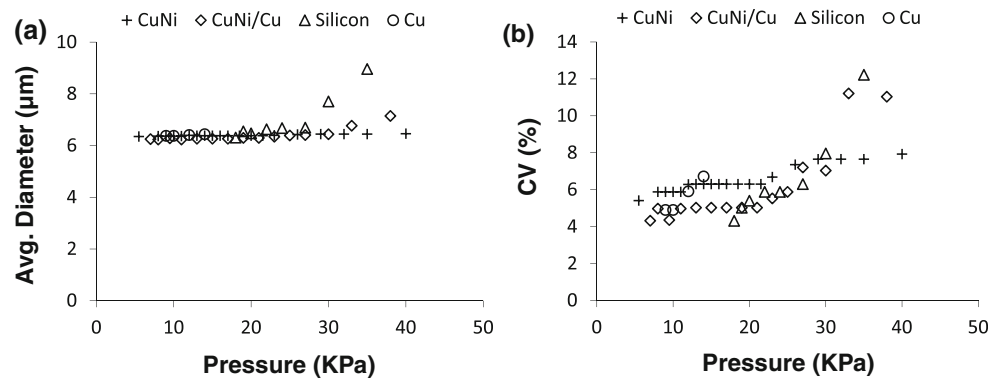 (a)
+ CuNi ◇ CuNi/Cu △ Silicon ○ Cu
10
8
6
4
2
0
Avg. Diameter (µm)
0 10 20 30 40 50
Pressure (KPa)
(b)
+ CuNi ◇ CuNi/Cu △ Silicon ○ Cu
14
12
10
8
6
4
2
0
CV (%)
0 10 20 30 40 50
Pressure (KPa)